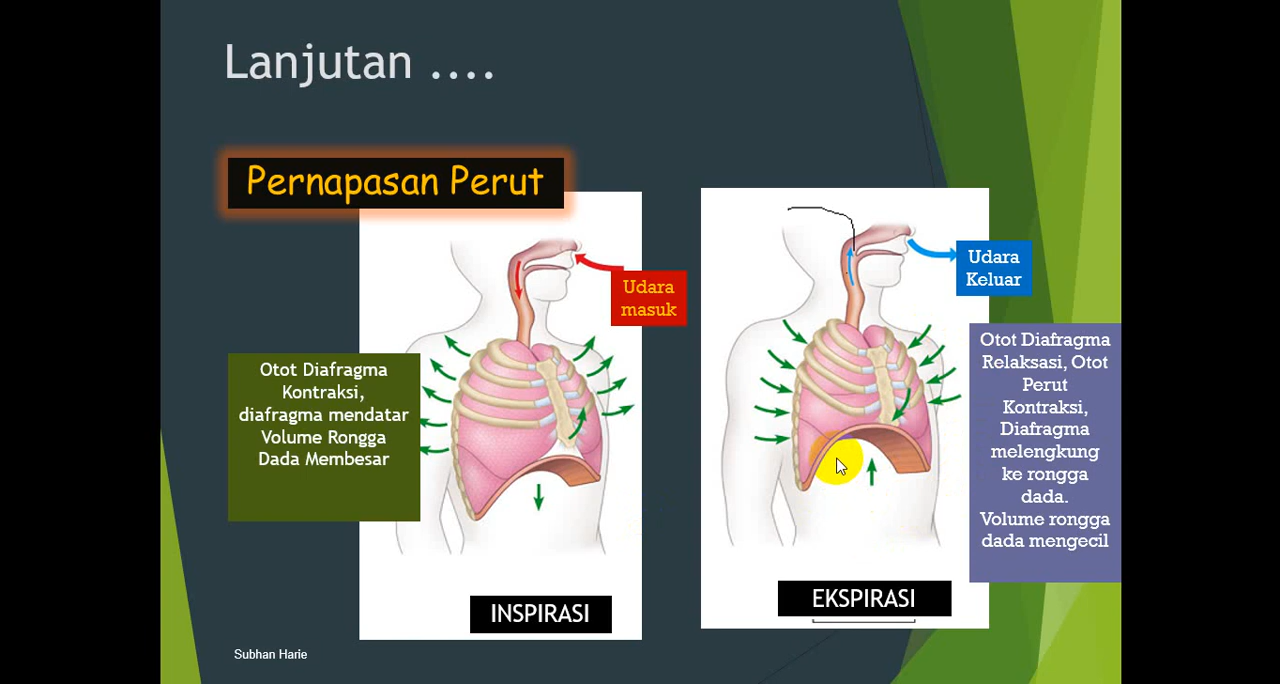 Lanjutan ....
Pernapasan Perut
Udara
masuk
Otot Diafragma
Kontraksi,
diafragma mendatar
Volume Rongga
Dada Membesar
INSPIRASI
Udara
Keluar
Otot Diafragma
Relaksasi, Otot
Perut
Kontraksi,
Diafragma
melengkung
ke rongga
dada.
Volume rongga
dada mengecil
EKSPIRASI
Subhan Harie